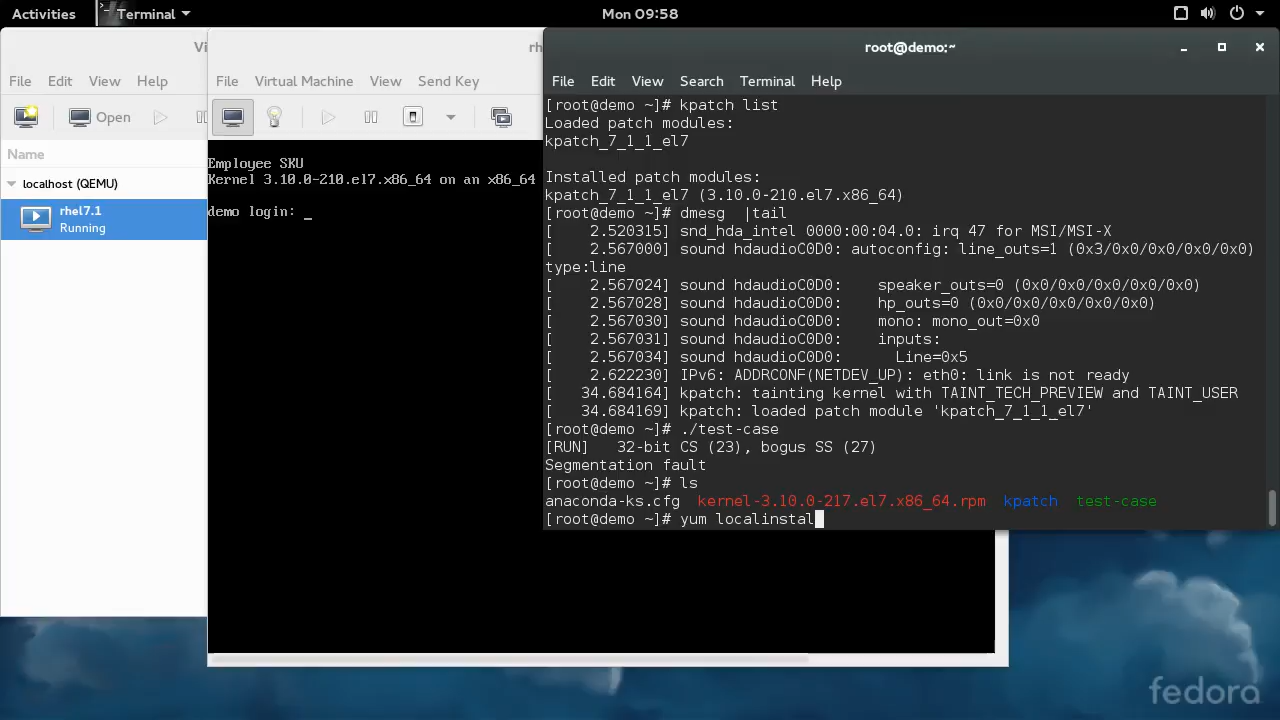 Activities
Terminal
Mon 09:58
Vi
File Edit View Help
Open
Name
localhost (QEMU)
rhel7.1
Running
rh
File Virtual Machine View Send Key
Employee SKU
Kernel 3.10.0-210.el7.x86_64 on an x86_64
demo login: _
root@demo:~
File Edit View Search Terminal Help
[root@demo ~]# kpatch list
Loaded patch modules:
kpatch_7_1_1_el7
Installed patch modules:
kpatch_7_1_1_el7 (3.10.0-210.el7.x86_64)
[root@demo ~]# dmesg  |tail
[    2.520315] snd_hda_intel 0000:00:04.0: irq 47 for MSI/MSI-X
[    2.567000] sound hdaudioC0D0: autoconfig: line_outs=1 (0x3/0x0/0x0/0x0/0x0)
type:line
[    2.567024] sound hdaudioC0D0:    speaker_outs=0 (0x0/0x0/0x0/0x0/0x0)
[    2.567028] sound hdaudioC0D0:    hp_outs=0 (0x0/0x0/0x0/0x0/0x0)
[    2.567030] sound hdaudioC0D0:    mono: mono_out=0x0
[    2.567031] sound hdaudioC0D0:    inputs:
[    2.567034] sound hdaudioC0D0:      Line=0x5
[    2.622230] IPv6: ADDRCONF(NETDEV_UP): eth0: link is not ready
[   34.684164] kpatch: tainting kernel with TAINT_TECH_PREVIEW and TAINT_USER
[   34.684169] kpatch: loaded patch module 'kpatch_7_1_1_el7'
[root@demo ~]# ./test-case
[RUN]   32-bit CS (23), bogus SS (27)
Segmentation fault
[root@demo ~]# ls
anaconda-ks.cfg  kernel-3.10.0-217.el7.x86_64.rpm  kpatch  test-case
[root@demo ~]# yum localinstal
fedora